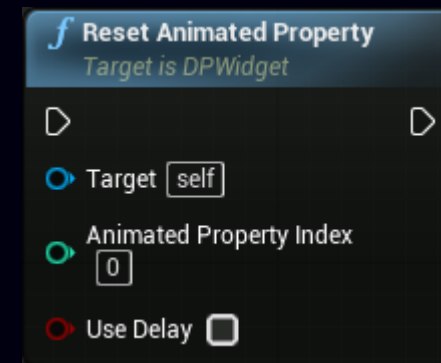 f Reset Animated Property
Target is DPWidget
Target self
Animated Property Index
0
Use Delay